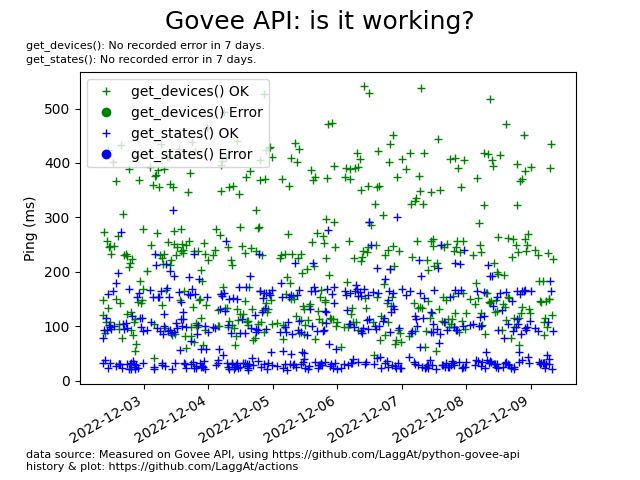 Govee API: is it working?
get_devices(): No recorded error in 7 days.
get_states(): No recorded error in 7 days.
get_devices() OK
get_devices() Error
get_states() OK
get_states() Error
Ping (ms)
500
400
300
200
100
0
2022-12-03
2022-12-04
2022-12-05
2022-12-06
2022-12-07
2022-12-08
2022-12-09
data source: Measured on Govee API, using https://github.com/LaggAt/python-govee-api
history & plot: https://github.com/LaggAt/actions